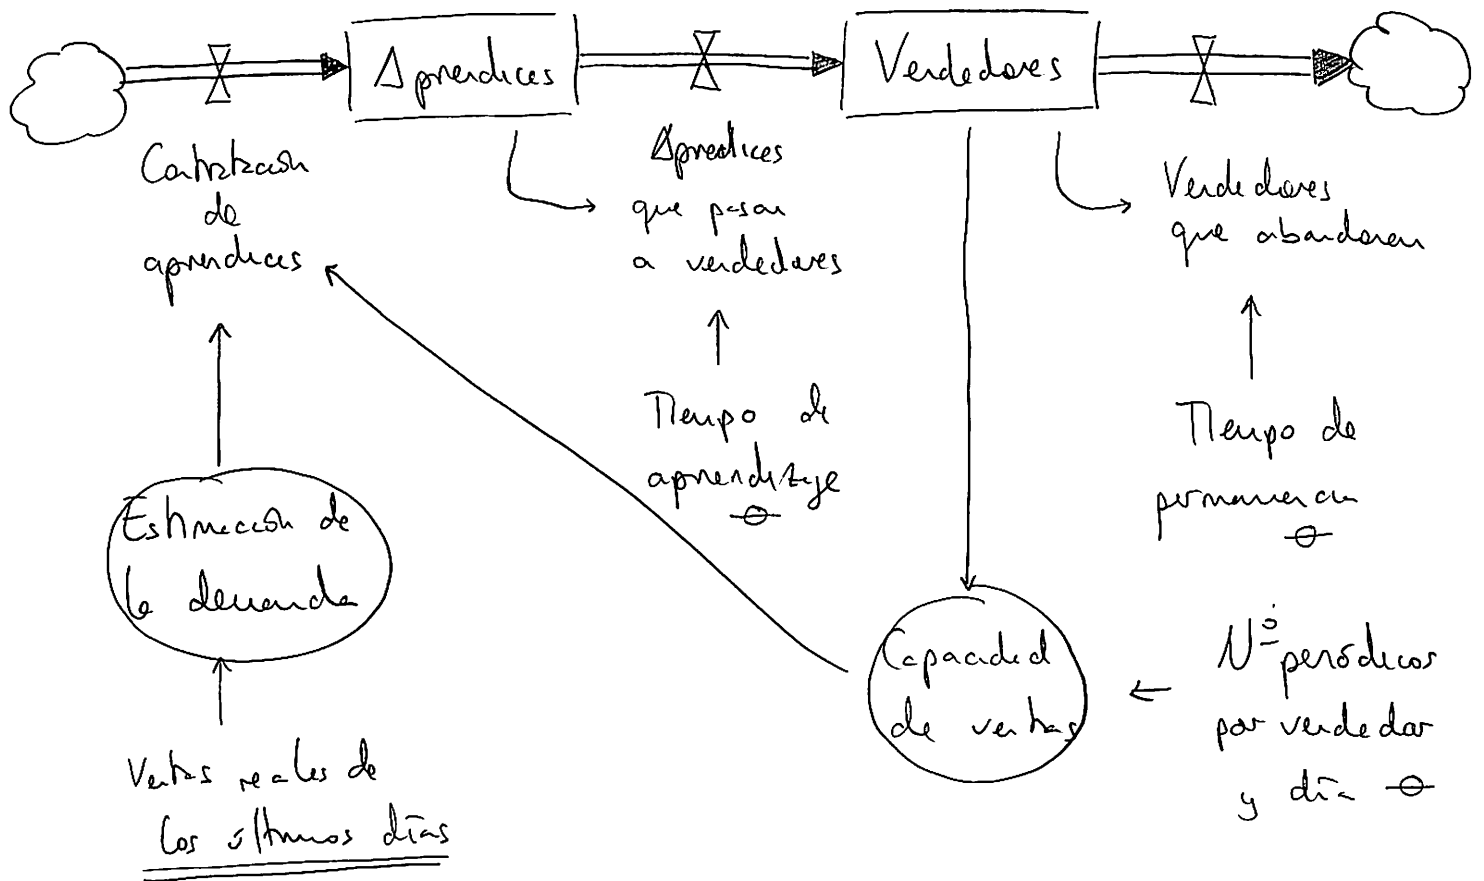 Aprendices
Vendedores
Contratación
de
aprendices
Aprendices
que pasan
a vendedores
Vendedores
que abandonan
Tiempo de
aprendizaje
Tiempo de
permanencia
Estimación de
la demanda
Capacidad
de ventas
Nº periódicos
por vendedor
y día
Ventas reales de
los últimos días